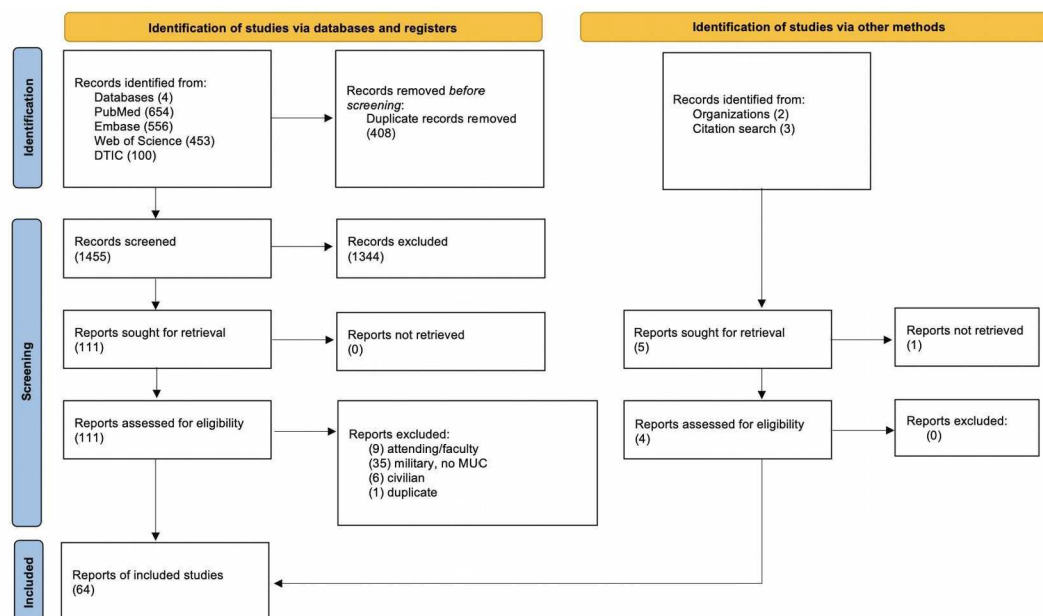 Identification of studies via databases and registers
Identification of studies via other methods
Identification
Records identified from:
Databases (4)
PubMed (654)
Embase (556)
Web of Science (453)
DTIC (100)
Records removed before
screening:
Duplicate records removed
(408)
Records identified from:
Organizations (2)
Citation search (3)
Screening
Records screened
(1455)
Records excluded
(1344)
Reports sought for retrieval
(111)
Reports not retrieved
(0)
Reports sought for retrieval
(5)
Reports not retrieved
(1)
Reports assessed for eligibility
(111)
Reports excluded:
(9) attending/faculty
(35) military, no MUC
(6) civilian
(1) duplicate
Reports assessed for eligibility
(4)
Reports excluded:
(0)
Included
Reports of included studies
(64)